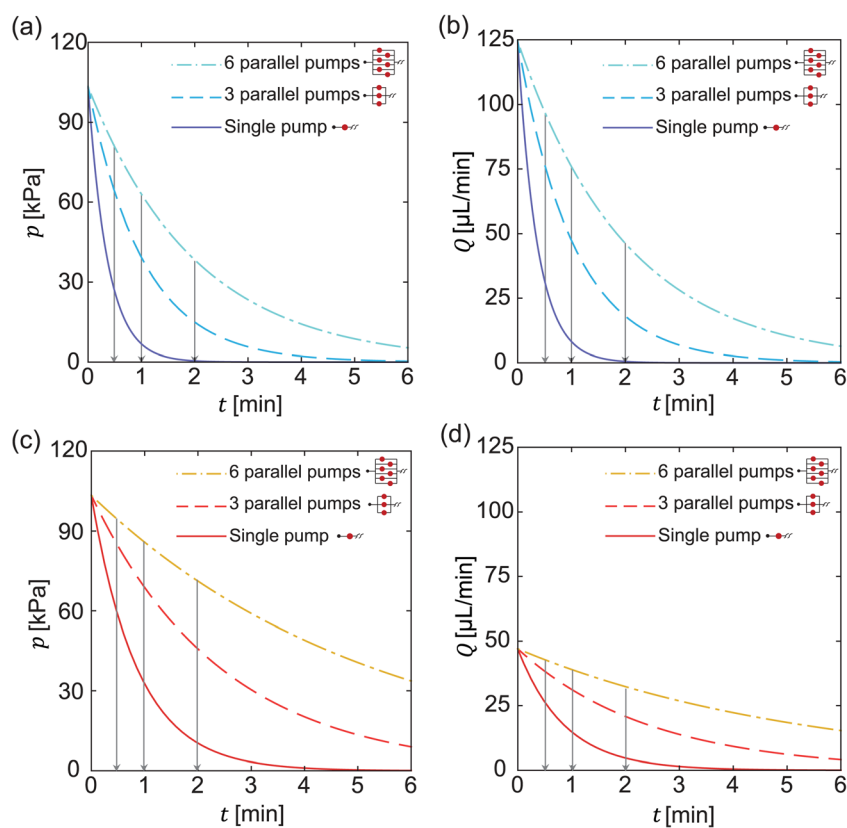 (a)
120
90
60
30
0
p [kPa]
6 parallel pumps
3 parallel pumps
Single pump
0 1 2 3 4 5 6
t [min]
(b)
125
100
75
50
25
0
Q [µL/min]
6 parallel pumps
3 parallel pumps
Single pump
0 1 2 3 4 5 6
t [min]
(c)
120
90
60
30
0
p [kPa]
6 parallel pumps
3 parallel pumps
Single pump
0 1 2 3 4 5 6
t [min]
(d)
125
100
75
50
25
0
Q [µL/min]
6 parallel pumps
3 parallel pumps
Single pump
0 1 2 3 4 5 6
t [min]